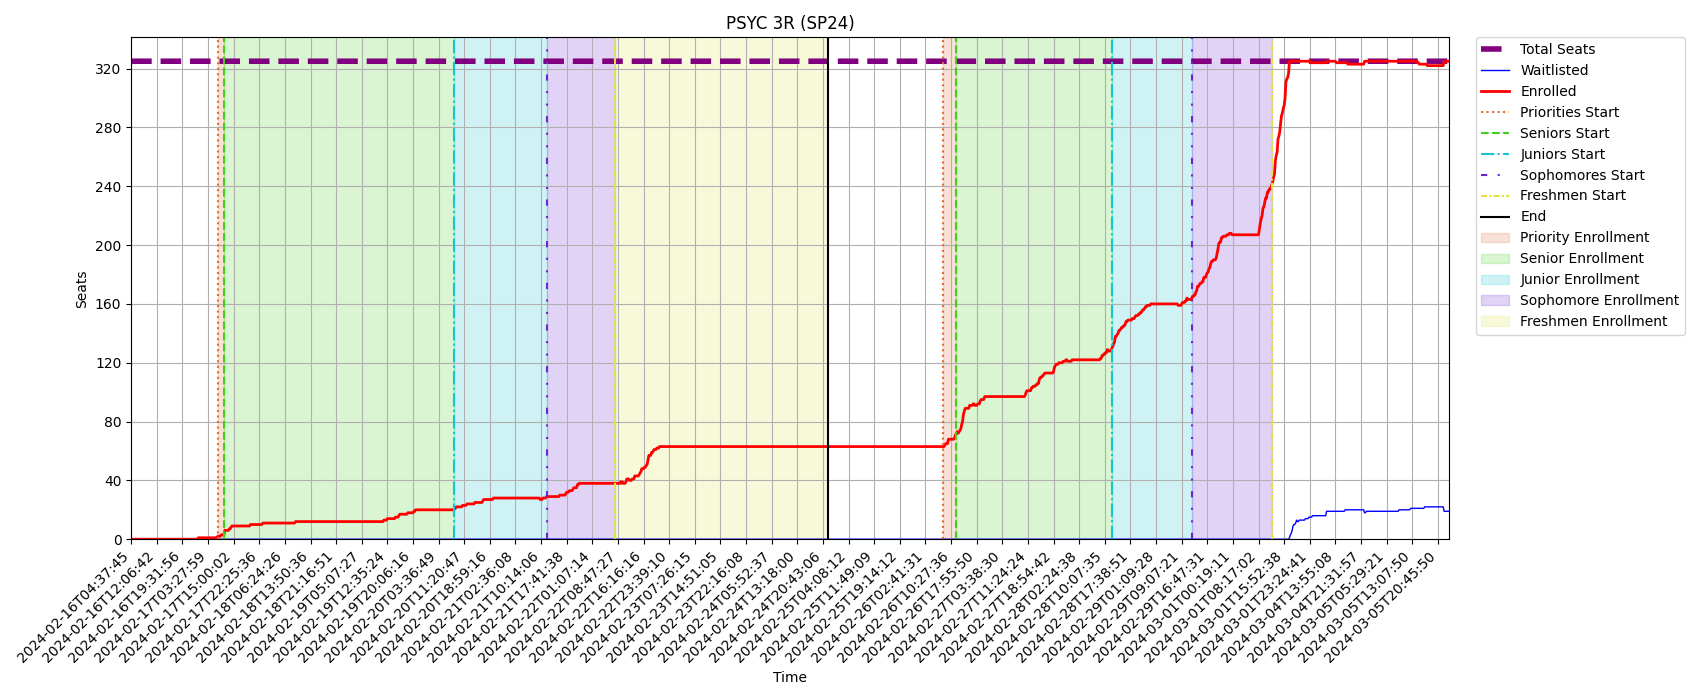 PSYC 3R (SP24)
Total Seats
Waitlisted
Enrolled
Priorities Start
Seniors Start
Juniors Start
Sophomores Start
Freshmen Start
End
Priority Enrollment
Senior Enrollment
Junior Enrollment
Sophomore Enrollment
Freshmen Enrollment
Seats
320
280
240
200
160
120
80
40
0
2024-02-16T04:37:45
2024-02-16T12:06:42
2024-02-16T19:31:56
2024-02-17T03:27:59
2024-02-17T15:00:02
2024-02-17T22:25:36
2024-02-18T06:24:26
2024-02-18T13:50:36
2024-02-18T21:16:51
2024-02-19T05:07:27
2024-02-19T12:35:24
2024-02-19T20:06:16
2024-02-20T03:36:49
2024-02-20T11:20:47
2024-02-20T18:59:16
2024-02-21T02:36:08
2024-02-21T10:14:06
2024-02-21T17:41:38
2024-02-22T01:07:14
2024-02-22T08:47:27
2024-02-22T16:16:16
2024-02-22T23:39:10
2024-02-23T07:26:15
2024-02-23T14:51:05
2024-02-23T22:16:08
2024-02-24T05:52:37
2024-02-24T13:18:00
2024-02-24T20:43:06
2024-02-25T04:08:12
2024-02-25T11:49:09
2024-02-25T19:14:12
2024-02-26T02:41:31
2024-02-26T10:27:36
2024-02-26T17:55:50
2024-02-27T03:38:30
2024-02-27T11:24:24
2024-02-27T18:54:42
2024-02-28T02:24:38
2024-02-28T10:07:35
2024-02-28T17:38:51
2024-02-29T01:09:28
2024-02-29T09:07:21
2024-02-29T16:47:31
2024-03-01T00:19:11
2024-03-01T08:17:02
2024-03-01T15:52:38
2024-03-01T23:24:41
2024-03-04T13:55:08
2024-03-04T21:31:57
2024-03-05T05:29:21
2024-03-05T13:07:50
2024-03-05T20:45:50
Time